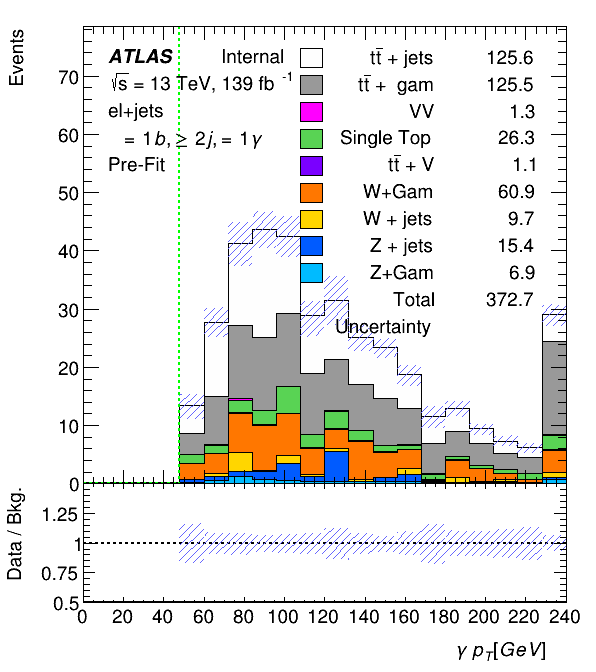 Events
ATLAS Internal
√s = 13 TeV, 139 fb⁻¹
el+jets
= 1b, ≥ 2j, = 1γ
Pre-Fit
tt̄ + jets 125.6
tt̄ + gam 125.5
VV 1.3
Single Top 26.3
tt̄ + V 1.1
W+Gam 60.9
W + jets 9.7
Z + jets 15.4
Z+Gam 6.9
Total 372.7
Uncertainty
70
60
50
40
30
20
10
0
Data / Bkg.
1.25
1
0.75
0.5
0 20 40 60 80 100 120 140 160 180 200 220 240
γ p_T[GeV]